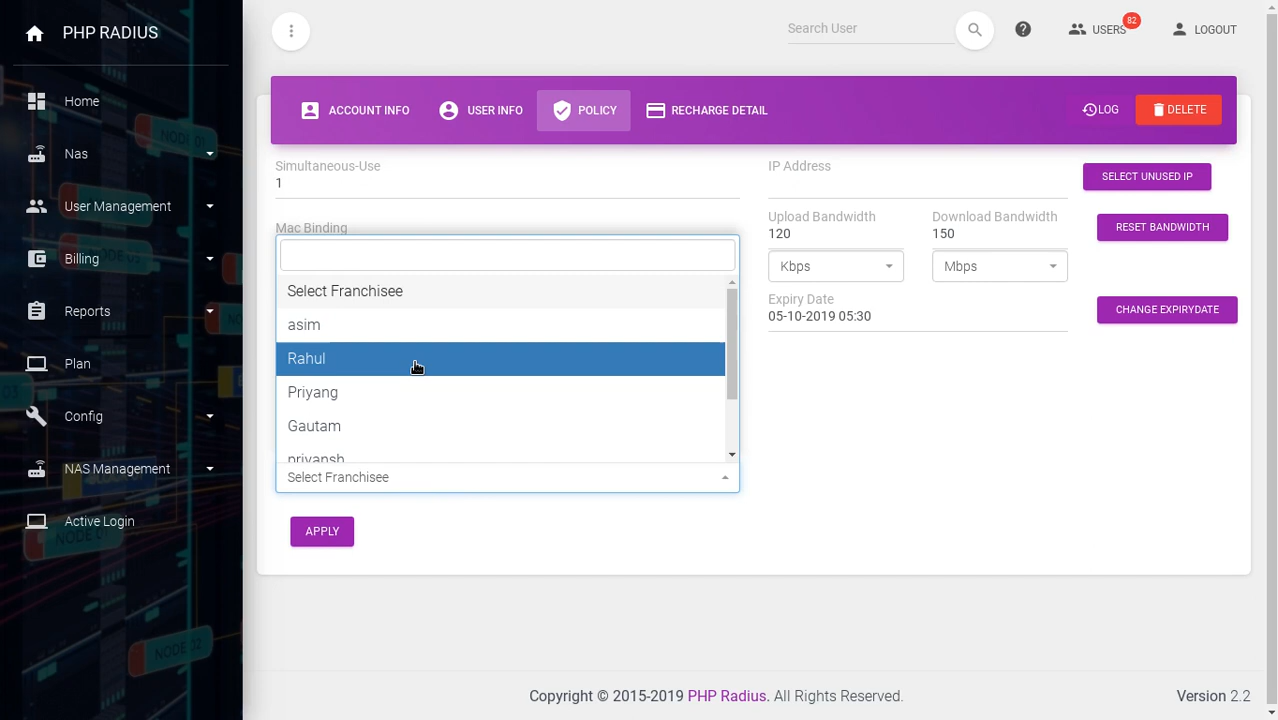 PHP RADIUS
Home
Nas
User Management
Billing
Reports
Plan
Config
NAS Management
Active Login
Search User
USERS
82
LOGOUT
ACCOUNT INFO
USER INFO
POLICY
RECHARGE DETAIL
LOG
DELETE
Simultaneous-Use
1
Mac Binding
Select Franchisee
asim
Rahul
Priyang
Gautam
priyansh
Select Franchisee
APPLY
IP Address
SELECT UNUSED IP
Upload Bandwidth
120
Kbps
Download Bandwidth
150
Mbps
RESET BANDWIDTH
Expiry Date
05-10-2019 05:30
CHANGE EXPIRYDATE
Copyright © 2015-2019 PHP Radius. All Rights Reserved.
Version 2.2